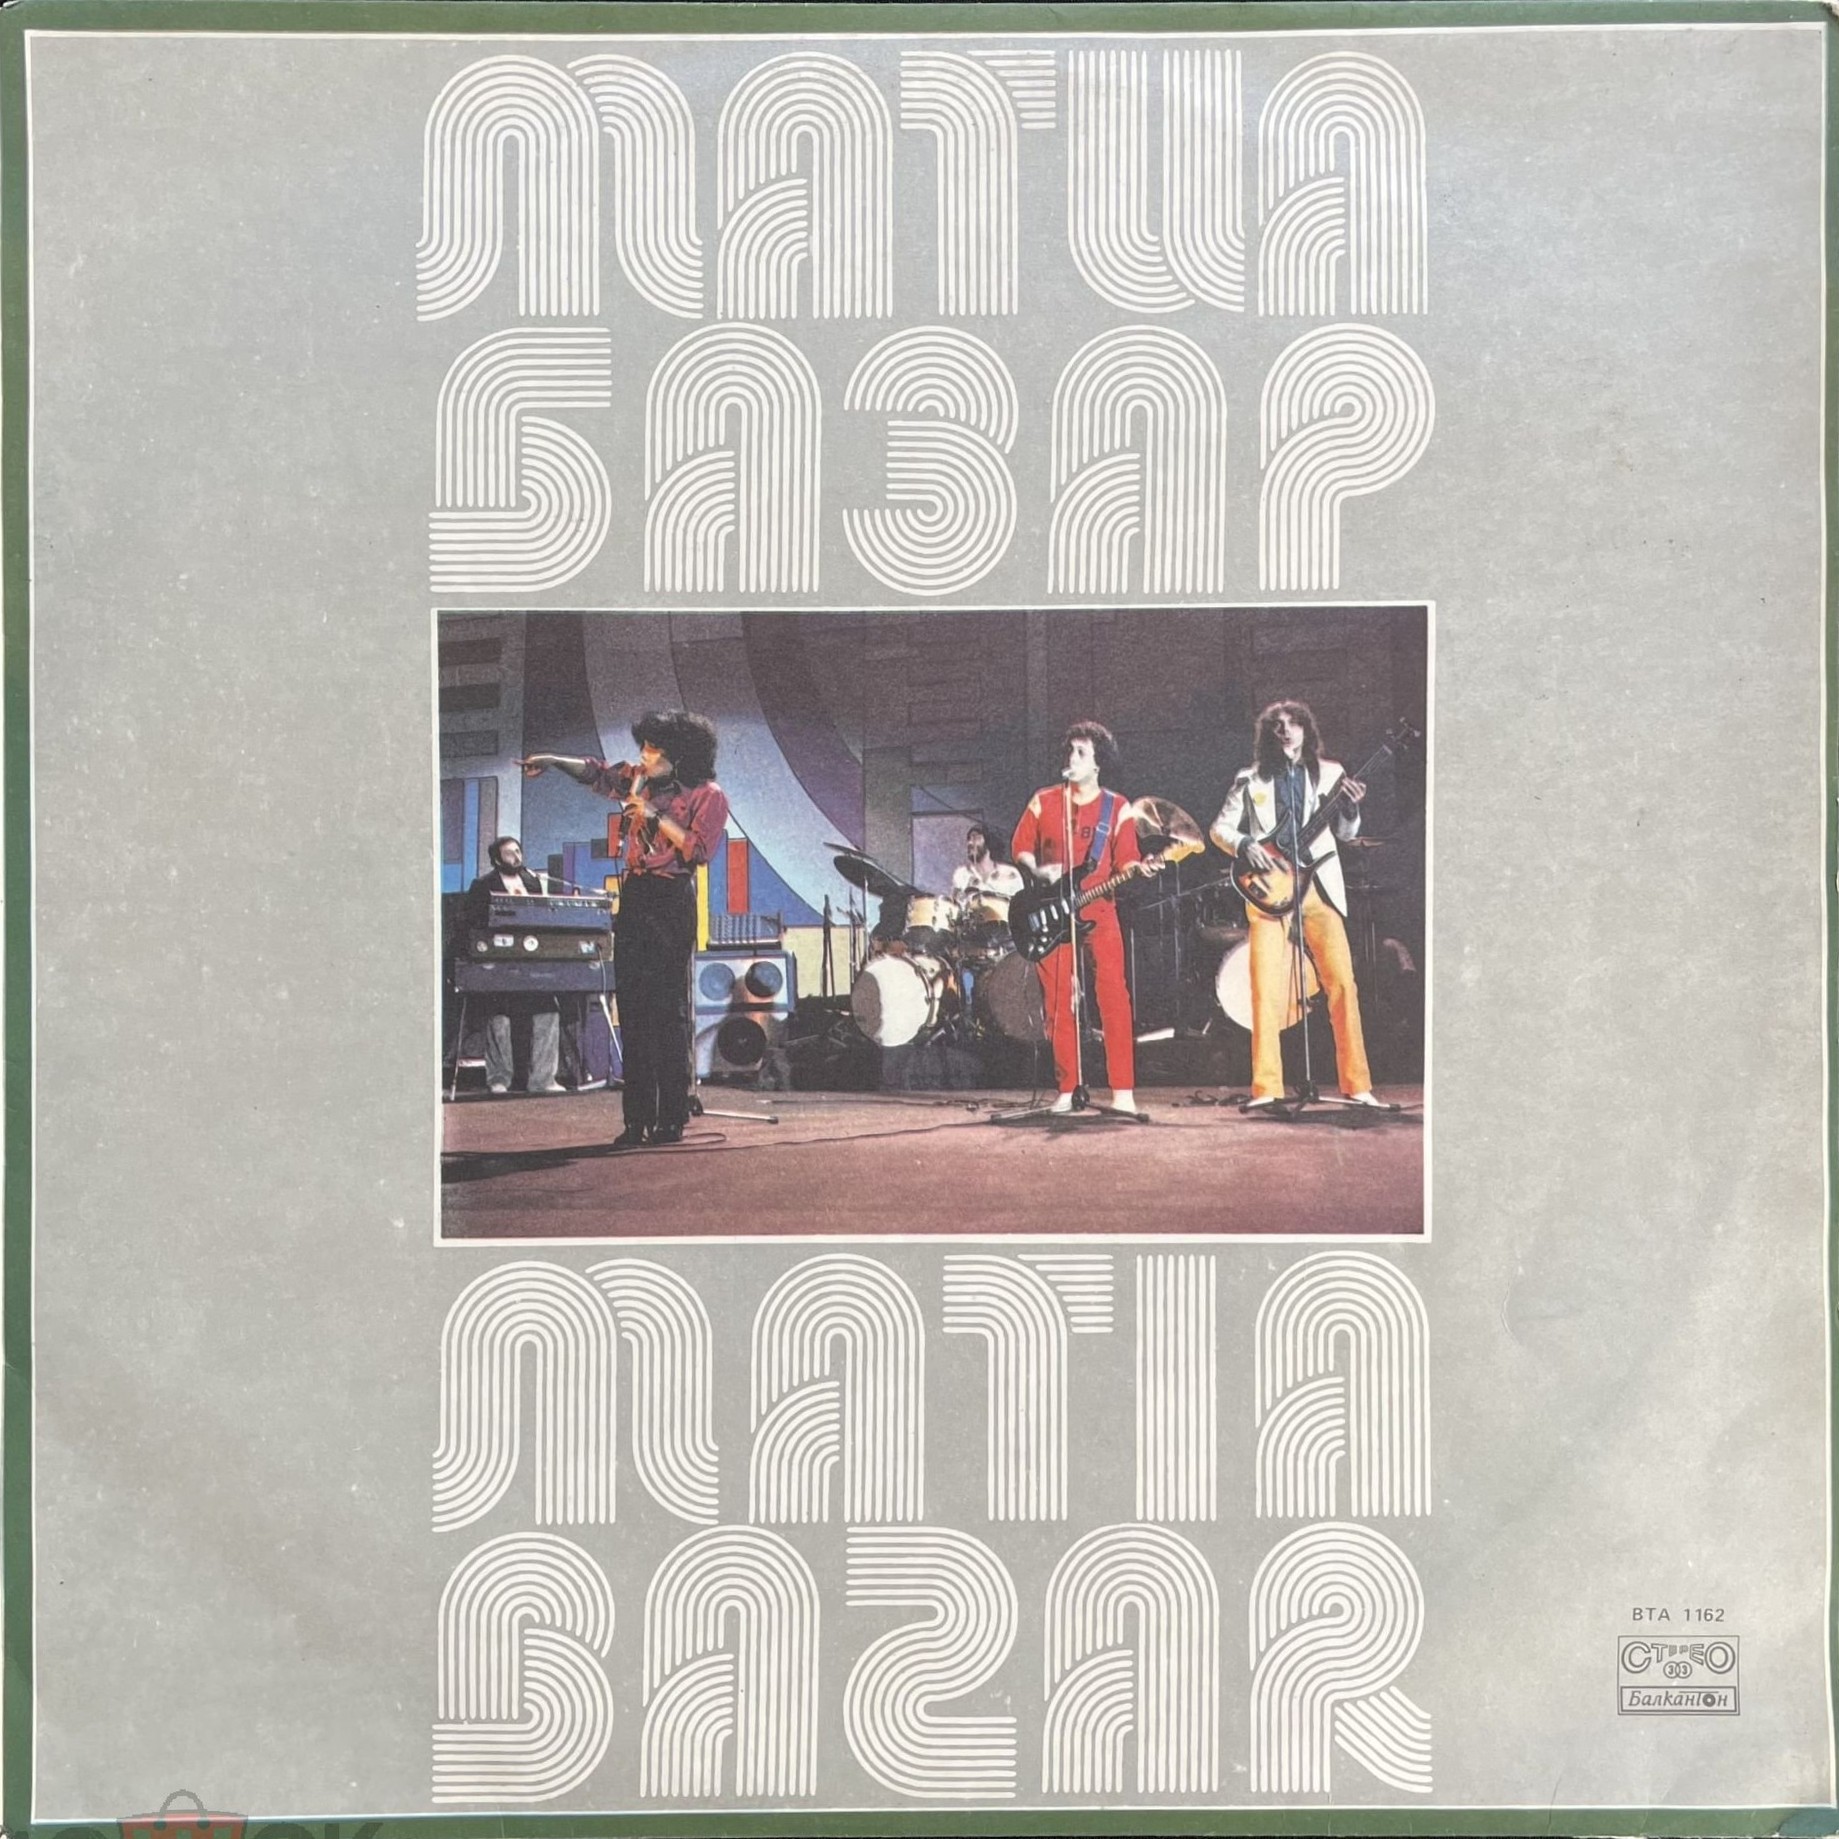 МАТИА
БАЗАР
MATIA
BAZAR
ВТА 1162
СТЕРЕО
33
Балкантон